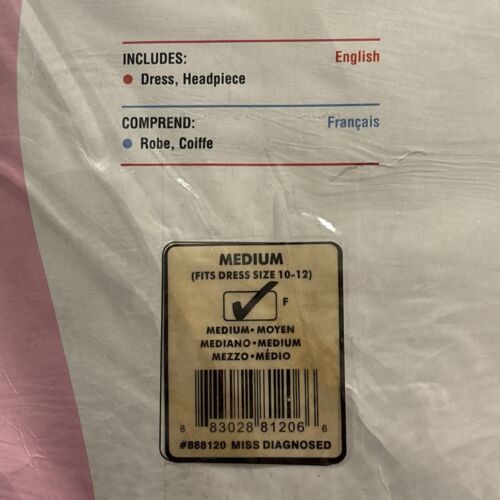 INCLUDES: English
• Dress, Headpiece
COMPREND: Français
• Robe, Coiffe
MEDIUM
(FITS DRESS SIZE 10-12)
F
MEDIUM• MOYEN
MEDIANO•MEDIUM
MEZZO•MÉDIO
8 83028 81206 6
#888120 MISS DIAGNOSED